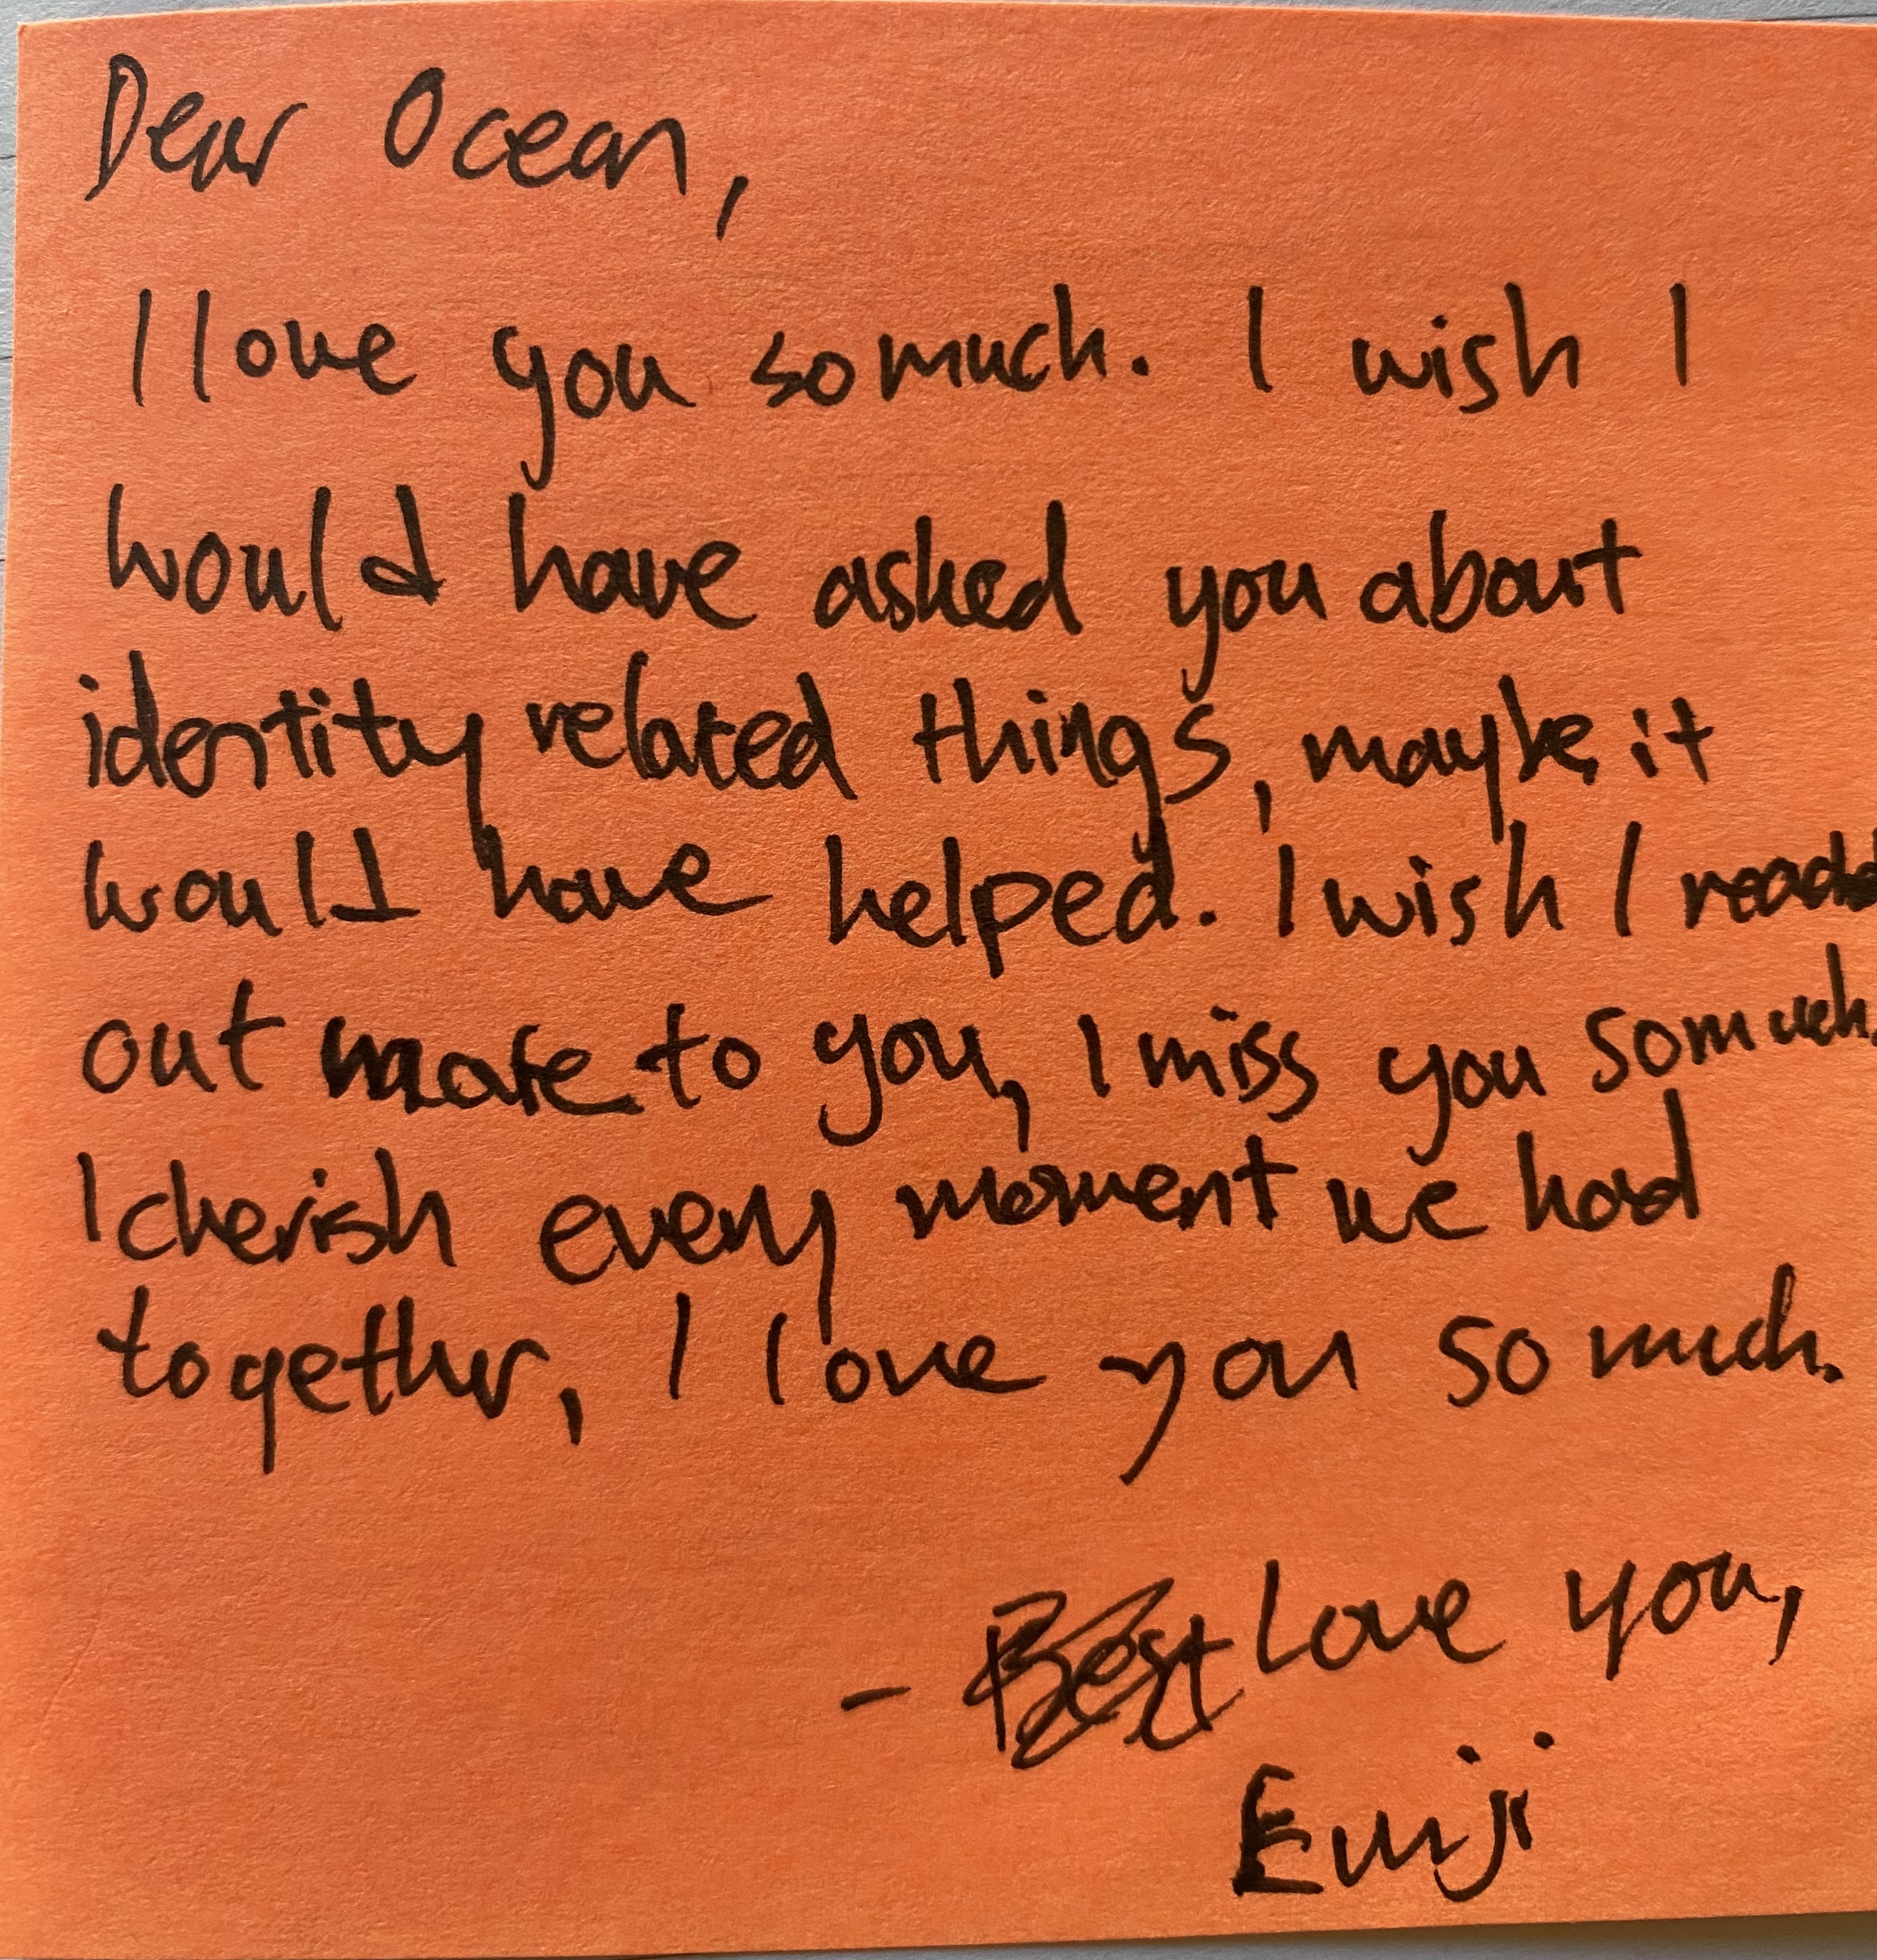 Dear Ocean,
I love you so much. I wish I
would have asked you about
identity related things, maybe it
would have helped. I wish I
out more to you, I miss you so much.
I cherish every moment we had
together, I love you so much.
- Best Love you,
Euiji